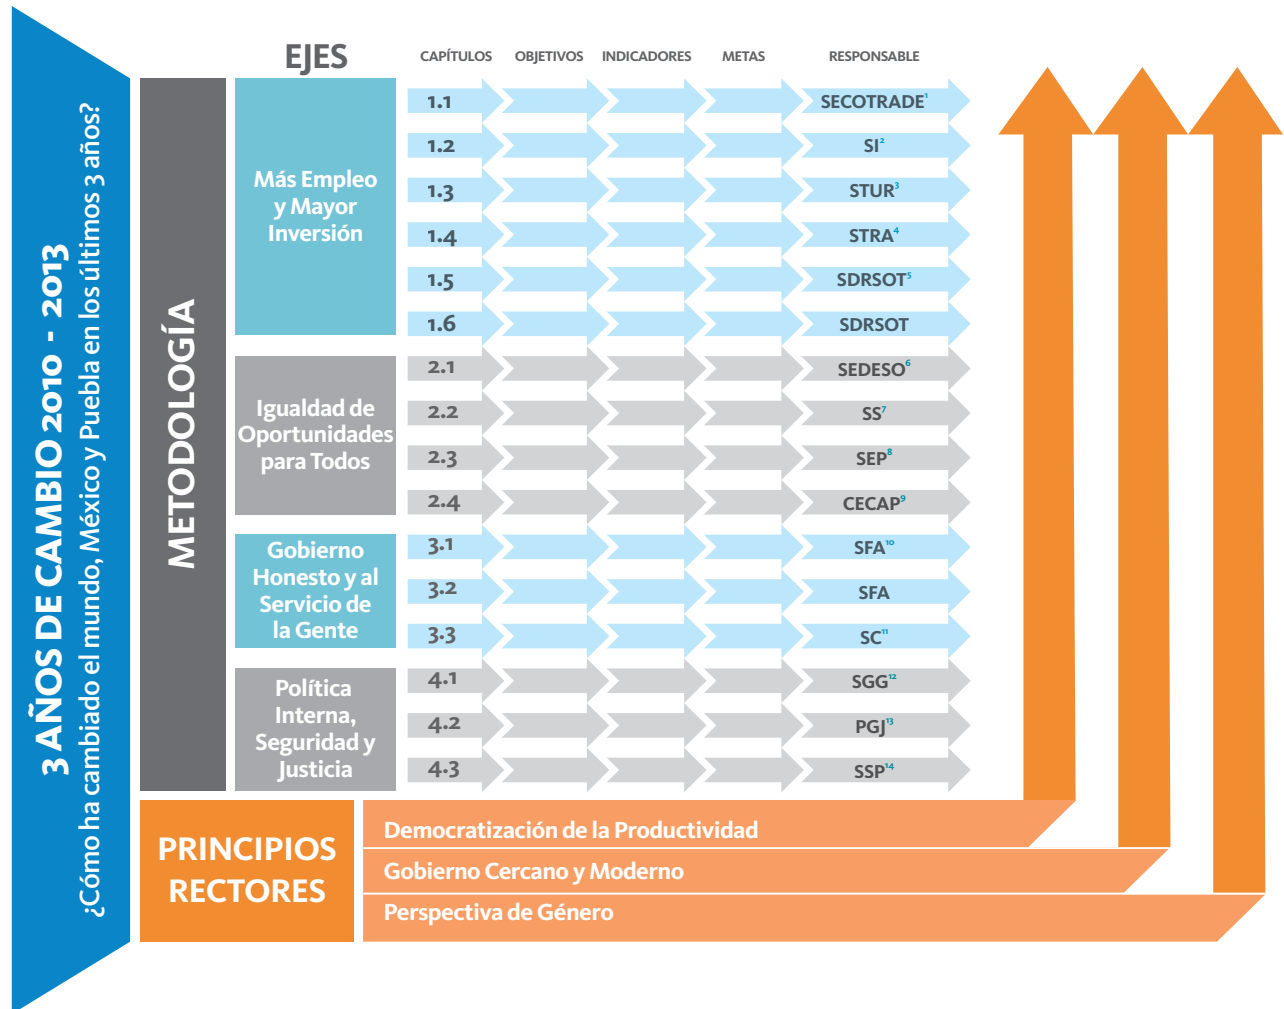 3 AÑOS DE CAMBIO 2010 - 2013
¿Cómo ha cambiado el mundo, México y Puebla en los últimos 3 años?
METODOLOGÍA
EJES
CAPÍTULOS OBJETIVOS INDICADORES METAS RESPONSABLE
Más Empleo
y Mayor
Inversión
1.1 SECOTRADE¹
1.2 SI²
1.3 STUR³
1.4 STRA⁴
1.5 SDRSOT⁵
1.6 SDRSOT
Igualdad de
Oportunidades
para Todos
2.1 SEDESO⁶
2.2 SS⁷
2.3 SEP⁸
2.4 CECAP⁹
Gobierno
Honesto y al
Servicio de
la Gente
3.1 SFA¹⁰
3.2 SFA
3.3 SC¹¹
Política
Interna,
Seguridad y
Justicia
4.1 SGG¹²
4.2 PGJ¹³
4.3 SSP¹⁴
PRINCIPIOS
RECTORES
Democratización de la Productividad
Gobierno Cercano y Moderno
Perspectiva de Género